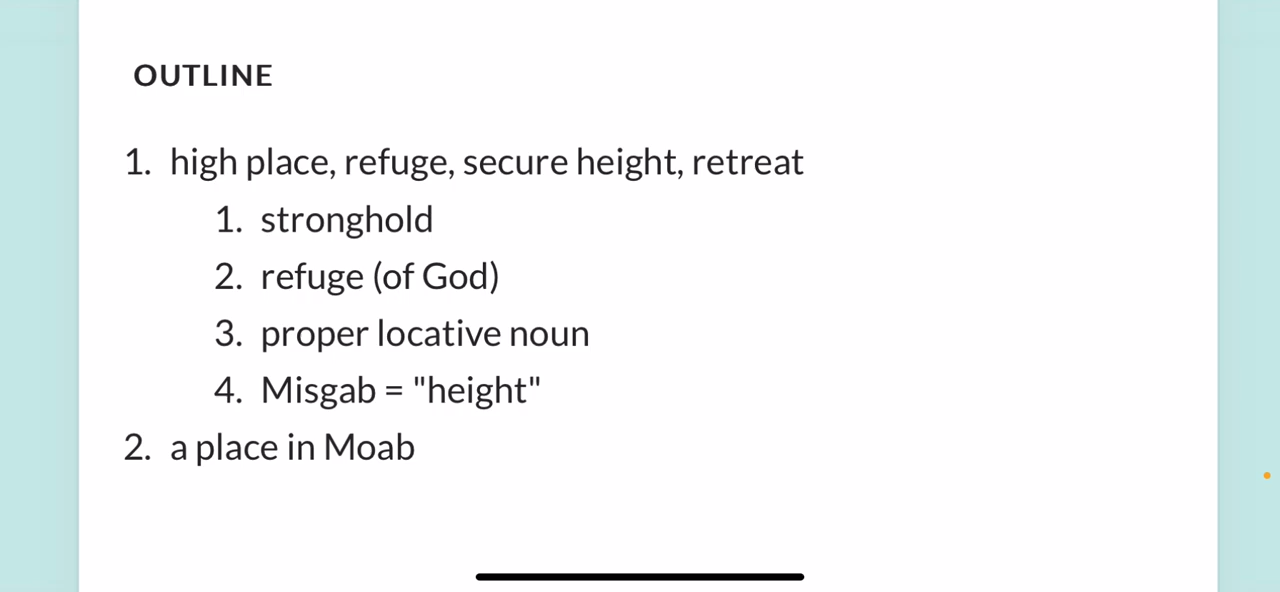 OUTLINE
1. high place, refuge, secure height, retreat
1. stronghold
2. refuge (of God)
3. proper locative noun
4. Misgab = "height"
2. a place in Moab